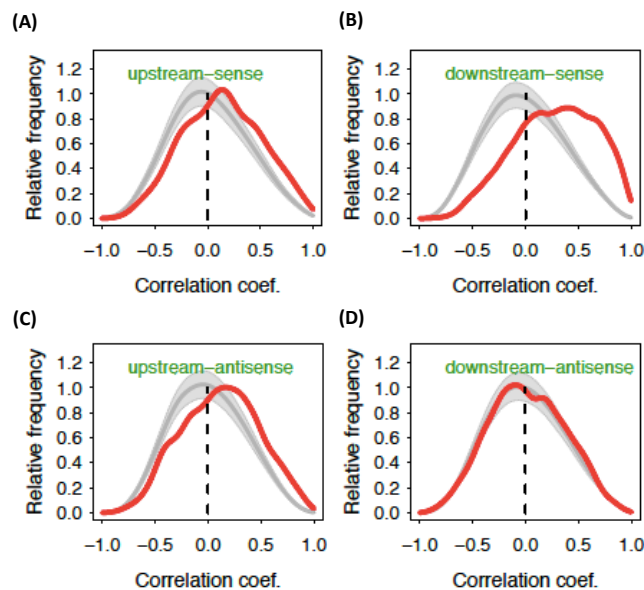 (A)
(B)
upstream–sense
downstream–sense
Relative frequency
1.2
1.0
0.8
0.6
0.4
0.2
0.0
−1.0 −0.5 0.0 0.5 1.0
Correlation coef.
Relative frequency
1.2
1.0
0.8
0.6
0.4
0.2
0.0
−1.0 −0.5 0.0 0.5 1.0
Correlation coef.
(C)
(D)
upstream–antisense
downstream–antisense
Relative frequency
1.2
1.0
0.8
0.6
0.4
0.2
0.0
−1.0 −0.5 0.0 0.5 1.0
Correlation coef.
Relative frequency
1.2
1.0
0.8
0.6
0.4
0.2
0.0
−1.0 −0.5 0.0 0.5 1.0
Correlation coef.